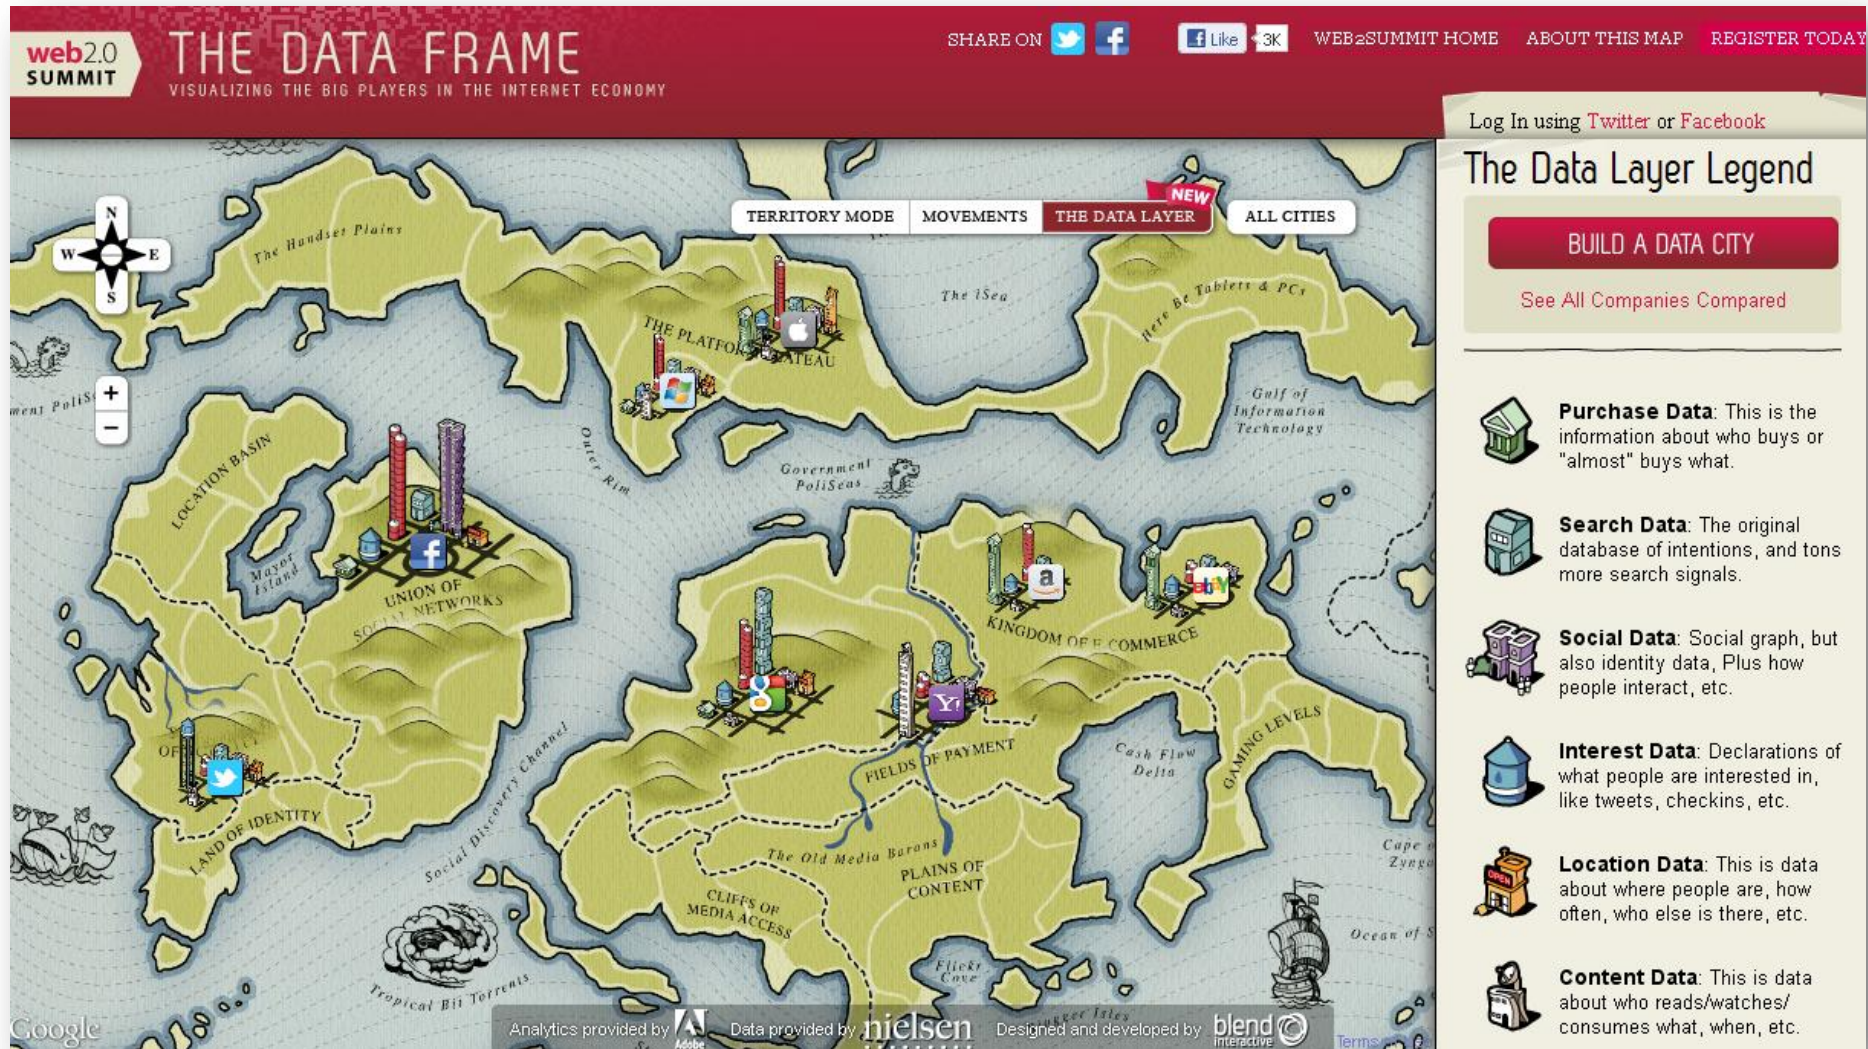 web2.0
SUMMIT
THE DATA FRAME
VISUALIZING THE BIG PLAYERS IN THE INTERNET ECONOMY
SHARE ON
Like
3K
WEB2SUMMIT HOME
ABOUT THIS MAP
REGISTER TODAY
Log In using Twitter or Facebook
The Data Layer Legend
BUILD A DATA CITY
See All Companies Compared
Purchase Data: This is the
information about who buys or
"almost" buys what.
Search Data: The original
database of intentions, and tons
more search signals.
Social Data: Social graph, but
also identity data, Plus how
people interact, etc.
Interest Data: Declarations of
what people are interested in,
like tweets, checkins, etc.
Location Data: This is data
about where people are, how
often, who else is there, etc.
OPEN
Content Data: This is data
about who reads/watches/
consumes what, when, etc.
NEW
TERRITORY MODE
MOVEMENTS
THE DATA LAYER
ALL CITIES
N
W
E
S
+
−
The Handset Plains
The iSea
Here Be Tablets & PCs
THE PLATFO
ATEAU
Gulf of
Information
Technology
Outer Rim
Government
PoliSeas
LOCATION BASIN
Mayor
Island
f
UNION OF
SOCIAL NETWORKS
a
ebay
KINGDOM OF E COMMERCE
g
Y!
FIELDS OF PAYMENT
Cash Flow
Delta
GAMING LEVELS
LAND OF IDENTITY
Social Discovery Channel
The Old Media Barons
PLAINS OF
CONTENT
CLIFFS OF
MEDIA ACCESS
Cape
Zynga
Ocean of S
Flickr
Cove
Tropical Bit Torrents
Isles
Google
Analytics provided by
Adobe
Data provided by
nielsen
Designed and developed by
blend
interactive
Terms